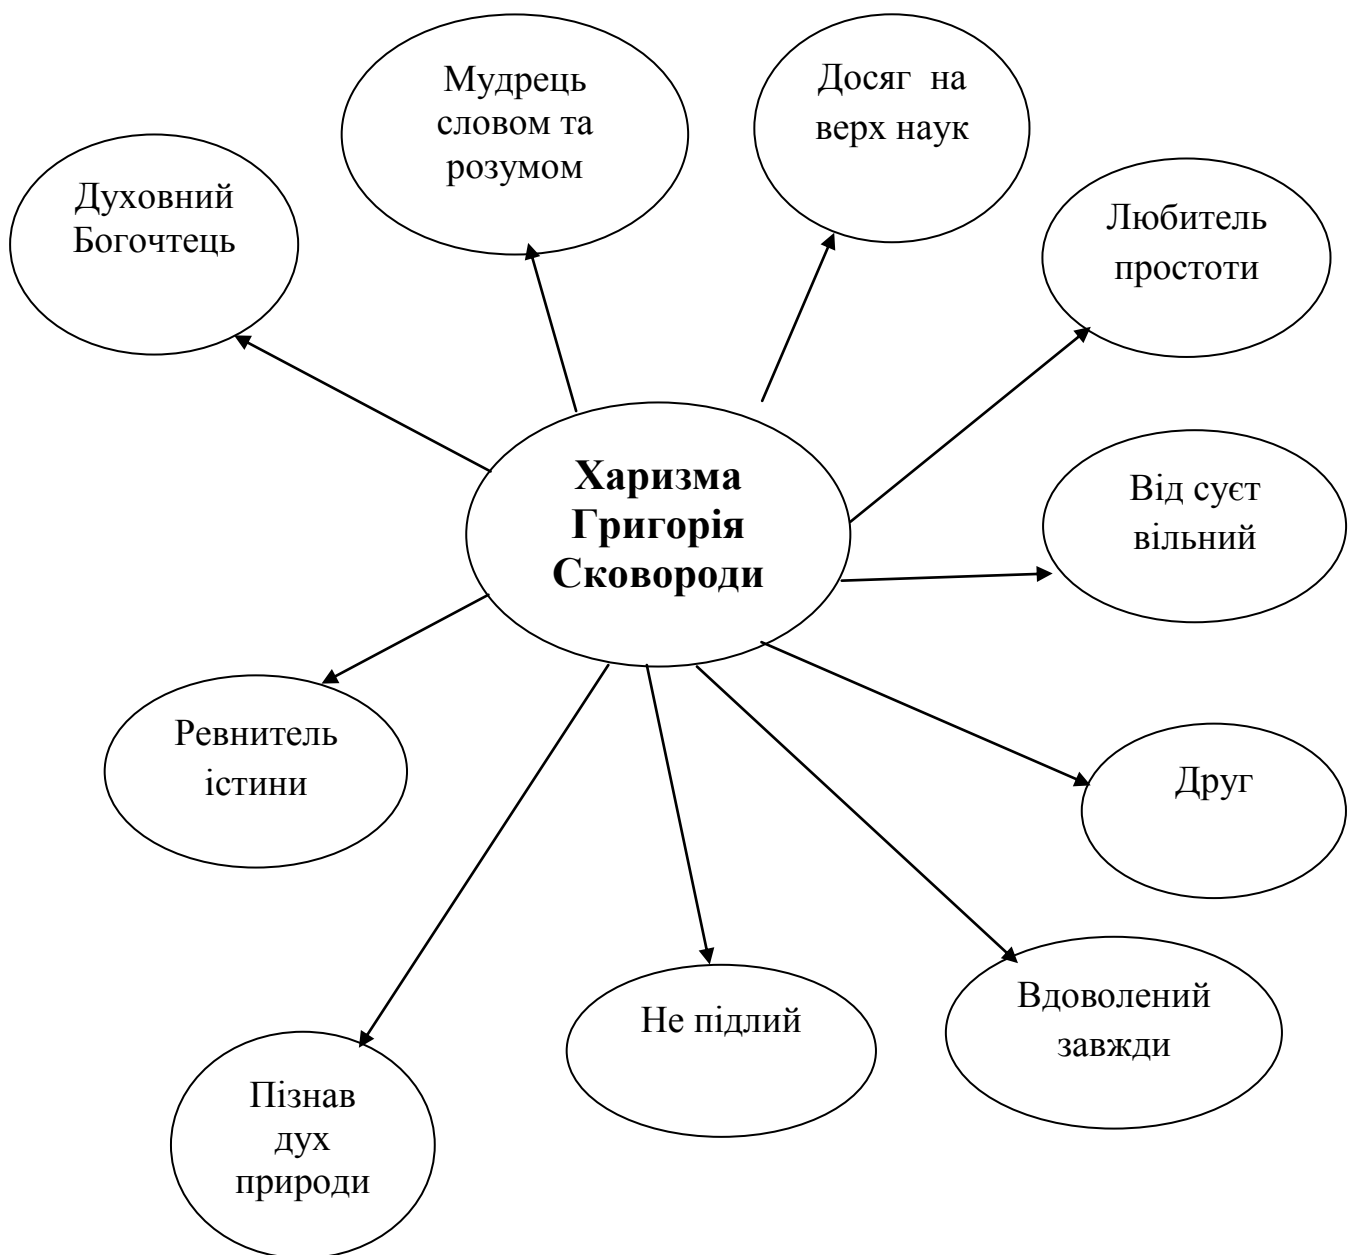 Мудрець
словом та
розумом
Досяг на
верх наук
Духовний
Богочтець
Любитель
простоти
Харизма
Григорія
Сковороди
Від суєт
вільний
Ревнитель
істини
Друг
Не підлий
Вдоволений
завжди
Пізнав
дух
природи